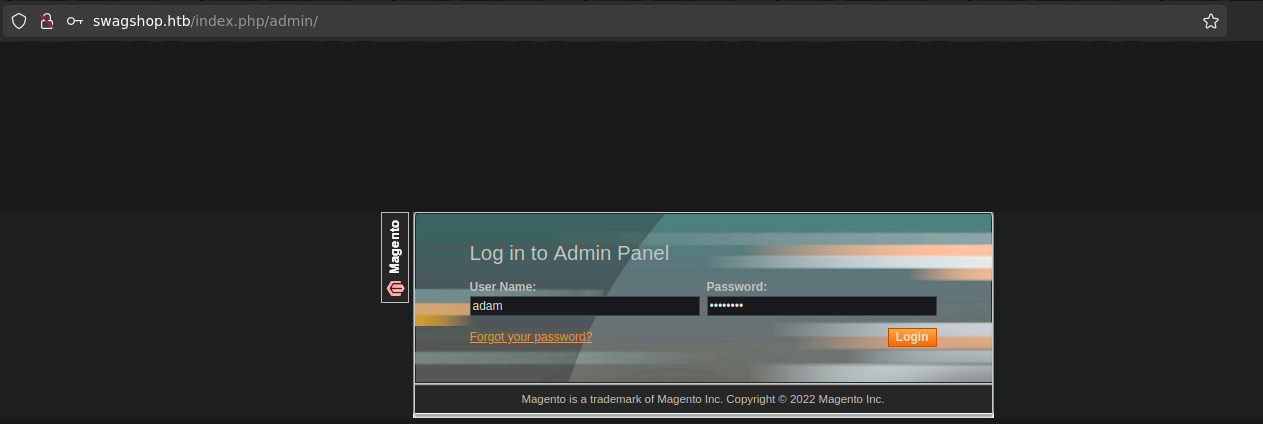 swagshop.htb/index.php/admin/
Magento
Log in to Admin Panel
User Name:
Password:
adam
••••••••
Forgot your password?
Login
Magento is a trademark of Magento Inc. Copyright © 2022 Magento Inc.